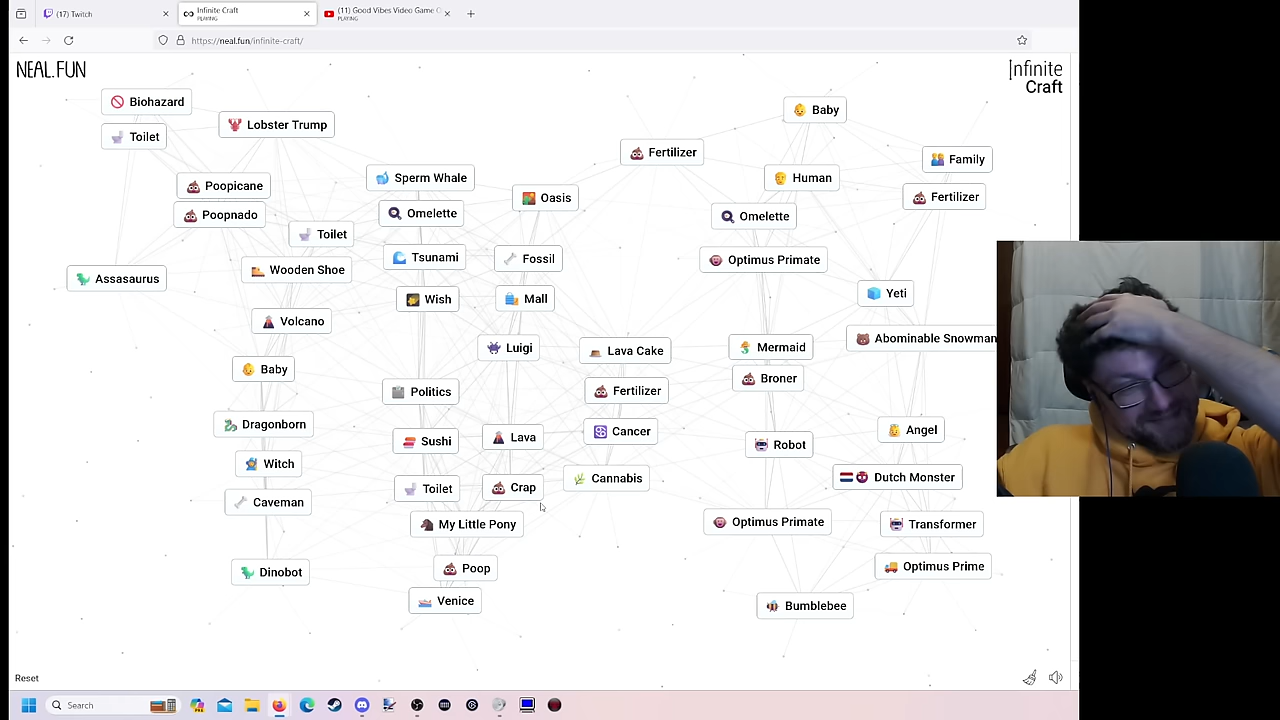 (17) Twitch
Infinite Craft
PLAYING
(11) Good Vibes Video Game
PLAYING
https://neal.fun/infinite-craft/
NEAL.FUN
Infinite
Craft
Biohazard
Toilet
Lobster Trump
Poopicane
Poopnado
Toilet
Wooden Shoe
Assasaurus
Volcano
Baby
Dragonborn
Witch
Caveman
Dinobot
Sperm Whale
Omelette
Tsunami
Wish
Politics
Sushi
Toilet
My Little Pony
Poop
Venice
Oasis
Fossil
Mall
Luigi
Lava
Crap
Fertilizer
Lava Cake
Fertilizer
Cancer
Cannabis
Baby
Human
Omelette
Optimus Primate
Mermaid
Broner
Robot
Optimus Primate
Bumblebee
Family
Fertilizer
Yeti
Abominable Snowman
Angel
Dutch Monster
Transformer
Optimus Prime
Reset
Search